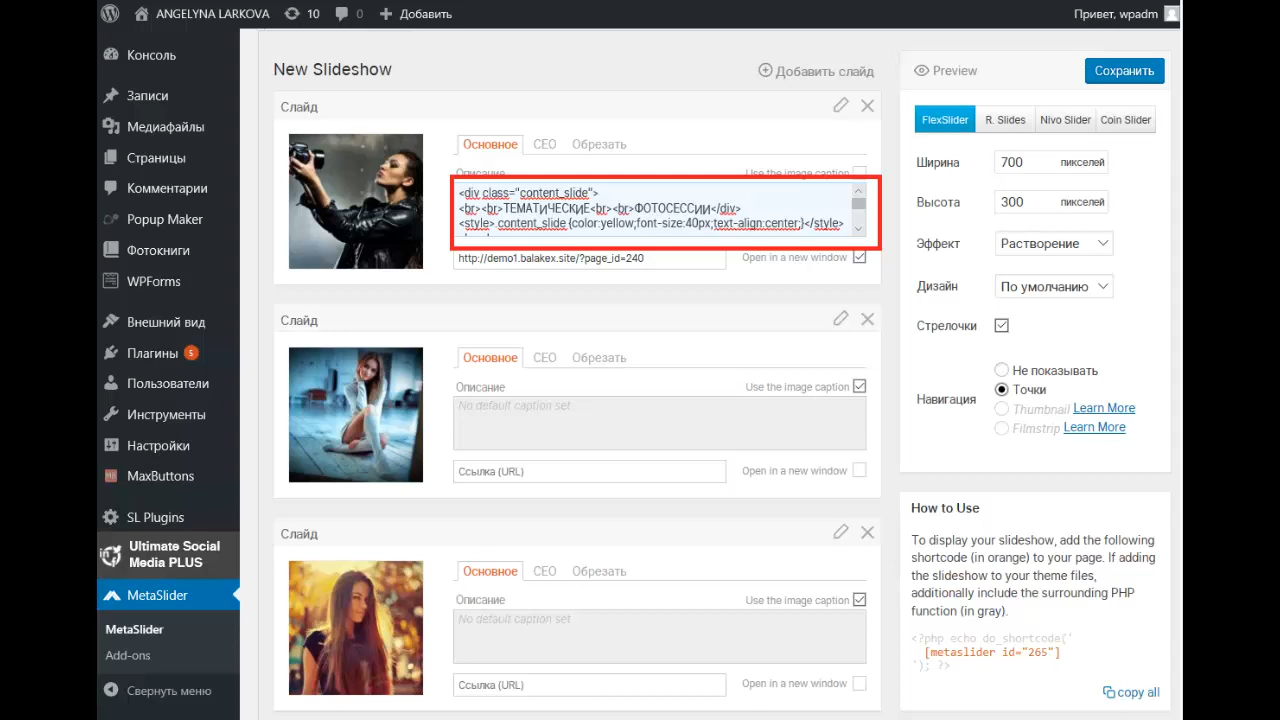 ANGELYNA LARKOVA 10 0 Добавить Привет, wpadm
Консоль
Записи
Медиафайлы
Страницы
Комментарии
Popup Maker
Фотокниги
WPForms
Внешний вид
Плагины 5
Пользователи
Инструменты
Настройки
MaxButtons
SL Plugins
Ultimate Social
Media PLUS
MetaSlider
MetaSlider
Add-ons
Свернуть меню
New Slideshow
Добавить слайд
Слайд
Основное СЕО Обрезать
Описание Use the image caption
<div class="content_slide">
<br><br>ТЕМАТИЧЕСКИЕ<br><br>ФОТОСЕССИИ</div>
<style>.content_slide{color:yellow;font-size:40px;text-align:center;}</style>
http://demo1.balakex.site/?page_id=240 Open in a new window
Слайд
Основное СЕО Обрезать
Описание Use the image caption
No default caption set
Ссылка (URL) Open in a new window
Слайд
Основное СЕО Обрезать
Описание Use the image caption
No default caption set
Ссылка (URL) Open in a new window
Preview Сохранить
FlexSlider R. Slides Nivo Slider Coin Slider
Ширина 700 пикселей
Высота 300 пикселей
Эффект Растворение
Дизайн По умолчанию
Стрелочки
Навигация
Не показывать
Точки
Thumbnail Learn More
Filmstrip Learn More
How to Use
To display your slideshow, add the following
shortcode (in orange) to your page. If adding
the slideshow to your theme files,
additionally include the surrounding PHP
function (in gray).
<?php echo do_shortcode('
[metaslider id="265"]
'); ?>
copy all